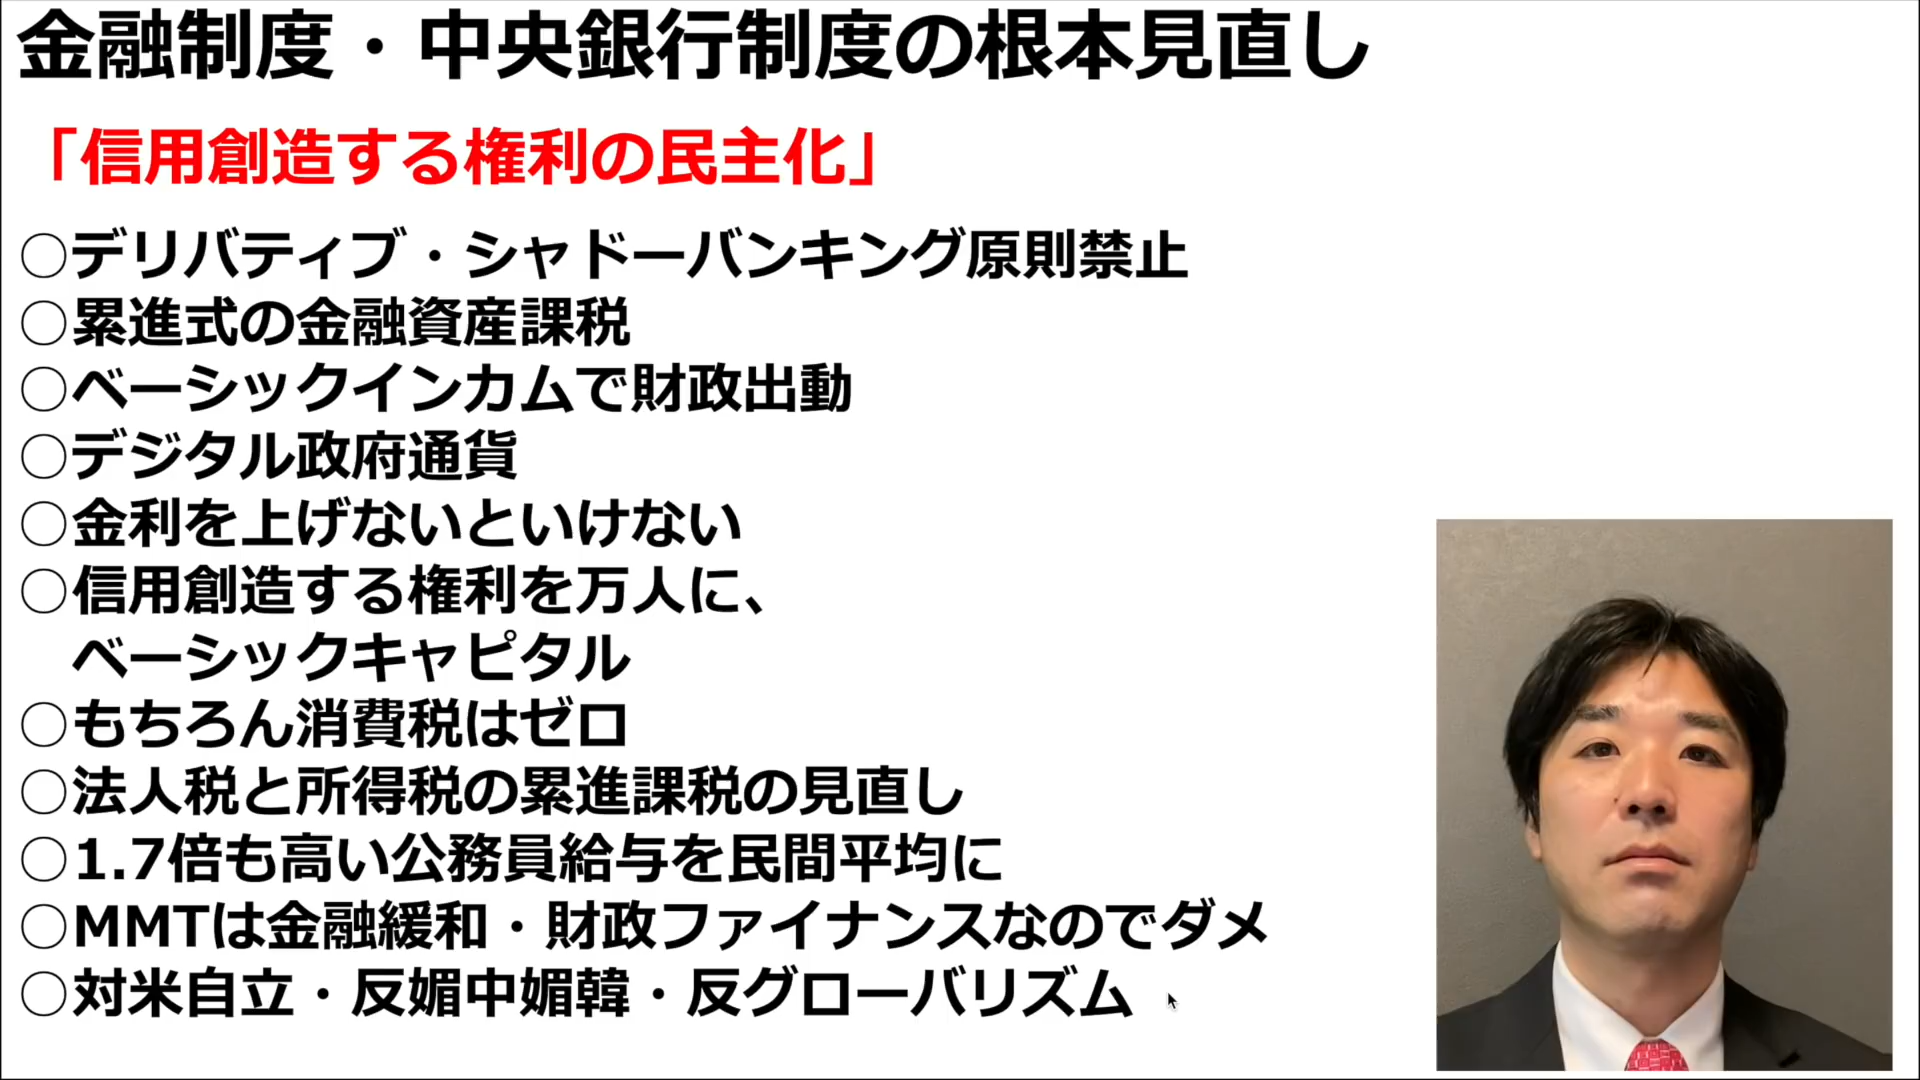 金融制度・中央銀行制度の根本見直し
「信用創造する権利の民主化」
○デリバティブ・シャドーバンキング原則禁止
○累進式の金融資産課税
○ベーシックインカムで財政出動
○デジタル政府通貨
○金利を上げないといけない
○信用創造する権利を万人に、
ベーシックキャピタル
○もちろん消費税はゼロ
○法人税と所得税の累進課税の見直し
○1.7倍も高い公務員給与を民間平均に
○MMTは金融緩和・財政ファイナンスなのでダメ
○対米自立・反媚中媚韓・反グローバリズム